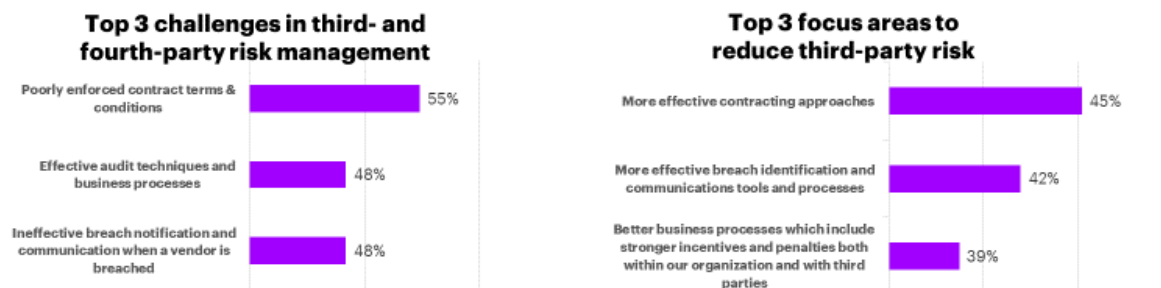 Top 3 challenges in third- and
fourth-party risk management
Poorly enforced contract terms &
conditions
55%
Effective audit techniques and
business processes
48%
Ineffective breach notification and
communication when a vendor is
breached
48%
Top 3 focus areas to
reduce third-party risk
More effective contracting approaches
45%
More effective breach identification and
communications tools and processes
42%
Better business processes which include
stronger incentives and penalties both
within our organization and with third
parties
39%